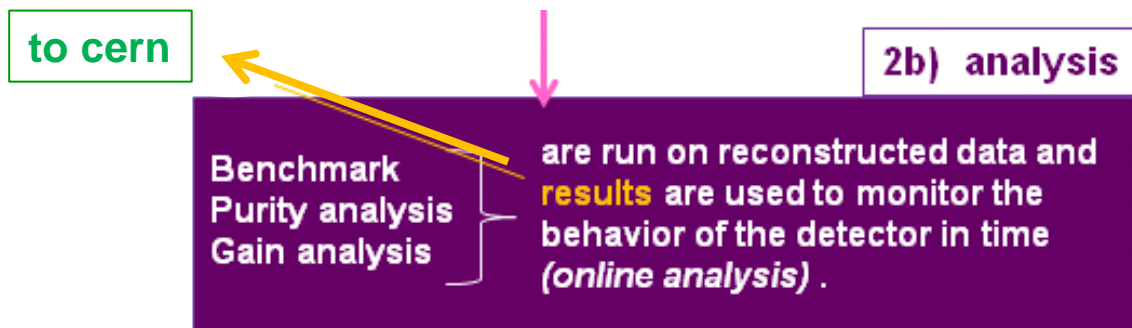 to cern
2b) analysis
Benchmark
Purity analysis
Gain analysis
are run on reconstructed data and
results are used to monitor the
behavior of the detector in time
(online analysis) .